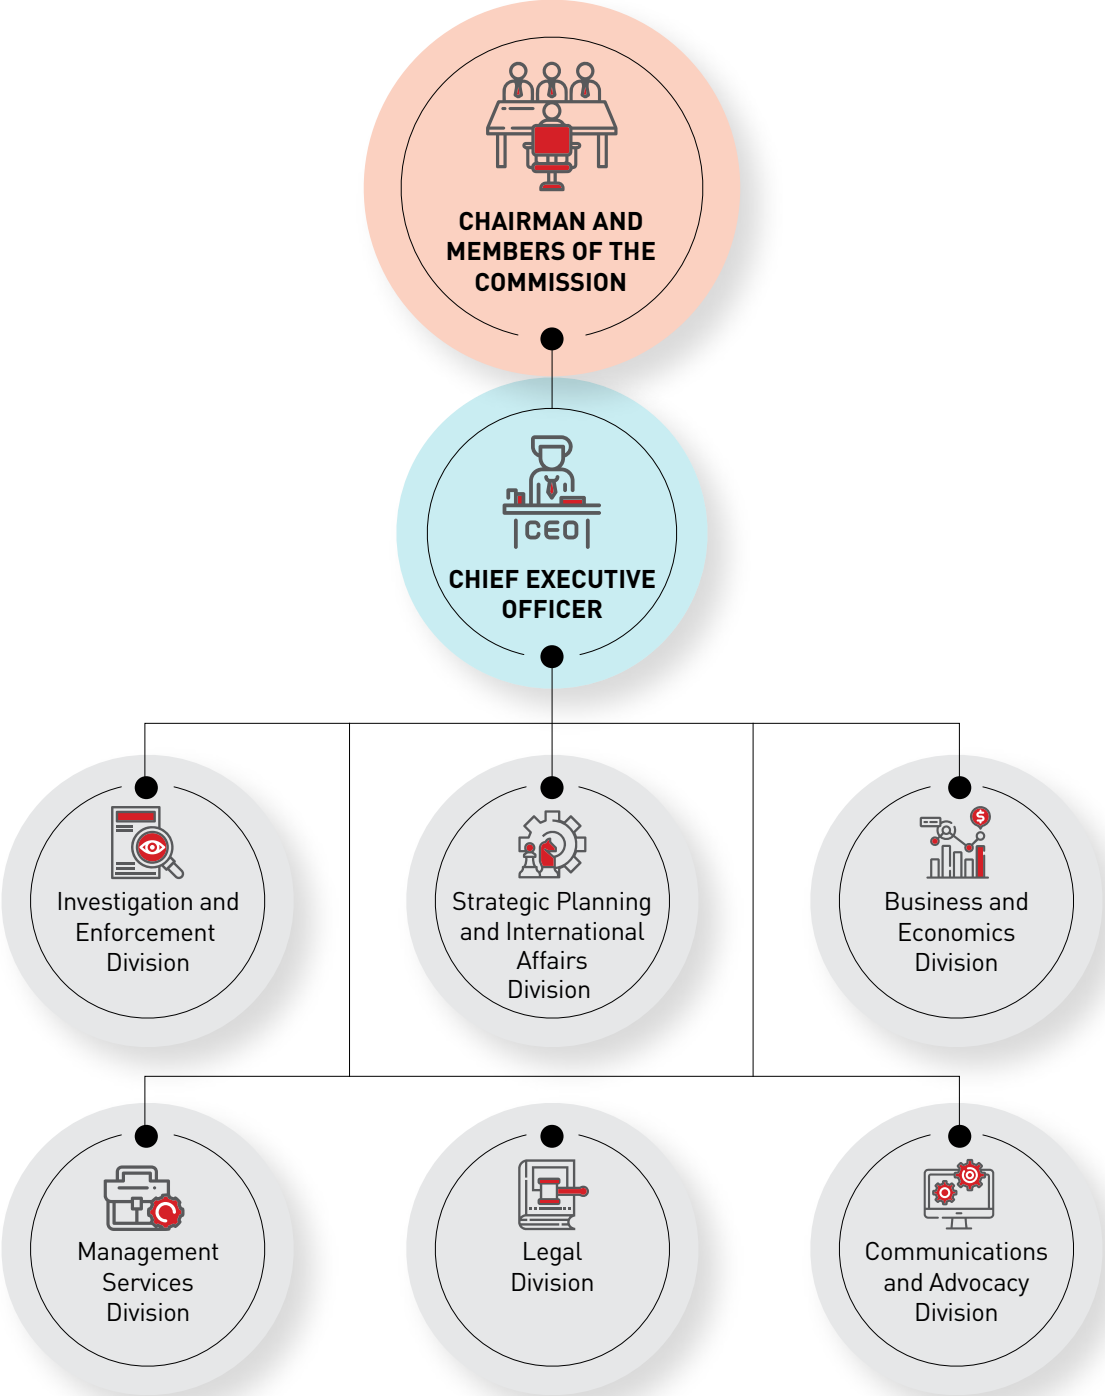 CHAIRMAN AND
MEMBERS OF THE
COMMISSION
CEO
CHIEF EXECUTIVE
OFFICER
Investigation and
Enforcement
Division
Strategic Planning
and International
Affairs
Division
$
Business and
Economics
Division
Management
Services
Division
Legal
Division
Communications
and Advocacy
Division